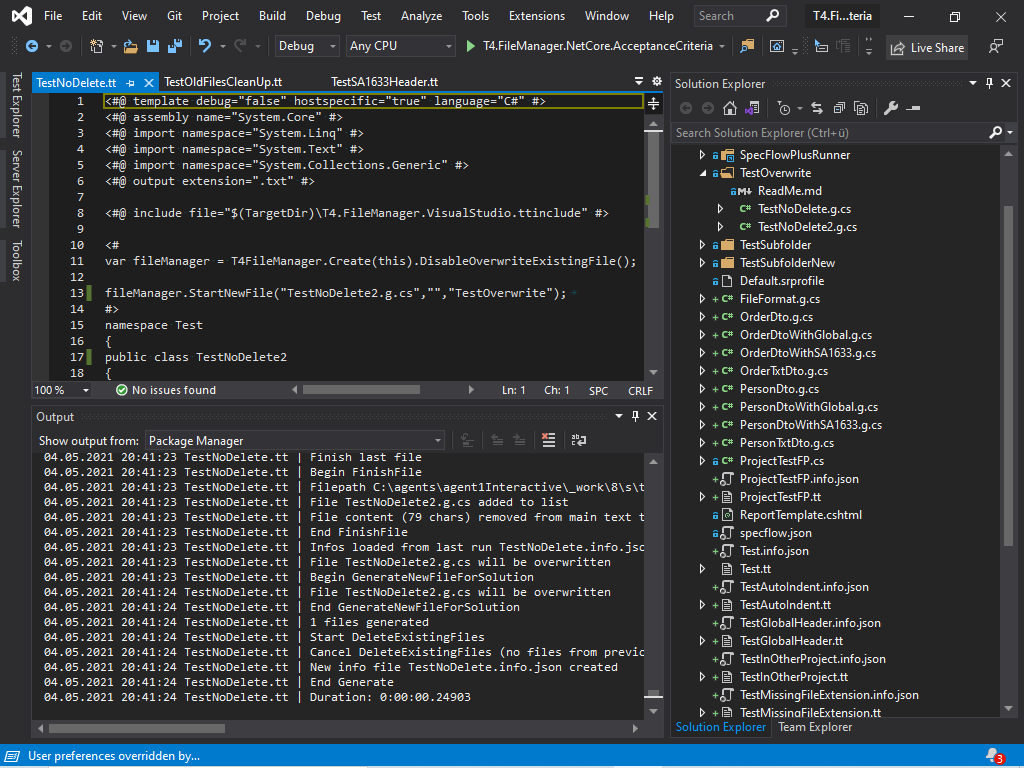 File Edit View Git Project Build Debug Test Analyze Tools Extensions Window Help Search T4.Fi...teria
Debug Any CPU T4.FileManager.NetCore.AcceptanceCriteria Live Share
Test Explorer
Server Explorer
Toolbox
TestNoDelete.tt TestOldFilesCleanUp.tt TestSA1633Header.tt
1 <#@ template debug="false" hostspecific="true" language="C#" #>
2 <#@ assembly name="System.Core" #>
3 <#@ import namespace="System.Linq" #>
4 <#@ import namespace="System.Text" #>
5 <#@ import namespace="System.Collections.Generic" #>
6 <#@ output extension=".txt" #>
7
8 <#@ include file="$(TargetDir)\T4.FileManager.VisualStudio.ttinclude" #>
9
10 <#
11 var fileManager = T4FileManager.Create(this).DisableOverwriteExistingFile();
12
13 fileManager.StartNewFile("TestNoDelete2.g.cs","","TestOverwrite");
14 #>
15 namespace Test
16 {
17 public class TestNoDelete2
18 {
100 % No issues found Ln: 1 Ch: 1 SPC CRLF
Output
Show output from: Package Manager
04.05.2021 20:41:23 TestNoDelete.tt | Finish last file
04.05.2021 20:41:23 TestNoDelete.tt | Begin FinishFile
04.05.2021 20:41:23 TestNoDelete.tt | Filepath C:\agents\agent1Interactive\_work\8\s\t
04.05.2021 20:41:23 TestNoDelete.tt | File TestNoDelete2.g.cs added to list
04.05.2021 20:41:23 TestNoDelete.tt | File content (79 chars) removed from main text t
04.05.2021 20:41:23 TestNoDelete.tt | End FinishFile
04.05.2021 20:41:23 TestNoDelete.tt | Infos loaded from last run TestNoDelete.info.jso
04.05.2021 20:41:23 TestNoDelete.tt | File TestNoDelete2.g.cs will be overwritten
04.05.2021 20:41:23 TestNoDelete.tt | Begin GenerateNewFileForSolution
04.05.2021 20:41:24 TestNoDelete.tt | File TestNoDelete2.g.cs will be overwritten
04.05.2021 20:41:24 TestNoDelete.tt | End GenerateNewFileForSolution
04.05.2021 20:41:24 TestNoDelete.tt | 1 files generated
04.05.2021 20:41:24 TestNoDelete.tt | Start DeleteExistingFiles
04.05.2021 20:41:24 TestNoDelete.tt | Cancel DeleteExistingFiles (no files from previo
04.05.2021 20:41:24 TestNoDelete.tt | New info file TestNoDelete.info.json created
04.05.2021 20:41:24 TestNoDelete.tt | End Generate
04.05.2021 20:41:24 TestNoDelete.tt | Duration: 0:00:00.24903
Solution Explorer
Search Solution Explorer (Ctrl+ü)
SpecFlowPlusRunner
TestOverwrite
M↓ ReadMe.md
C# TestNoDelete.g.cs
C# TestNoDelete2.g.cs
TestSubfolder
TestSubfolderNew
Default.srprofile
C# FileFormat.g.cs
C# OrderDto.g.cs
C# OrderDtoWithGlobal.g.cs
C# OrderDtoWithSA1633.g.cs
C# OrderTxtDto.g.cs
C# PersonDto.g.cs
C# PersonDtoWithGlobal.g.cs
C# PersonDtoWithSA1633.g.cs
C# PersonTxtDto.g.cs
C# ProjectTestFP.cs
ProjectTestFP.info.json
ProjectTestFP.tt
ReportTemplate.cshtml
specflow.json
Test.info.json
Test.tt
TestAutoIndent.info.json
TestAutoIndent.tt
TestGlobalHeader.info.json
TestGlobalHeader.tt
TestInOtherProject.info.json
TestInOtherProject.tt
TestMissingFileExtension.info.json
TestMissingFileExtension.tt
Solution Explorer Team Explorer
User preferences overridden by... 3